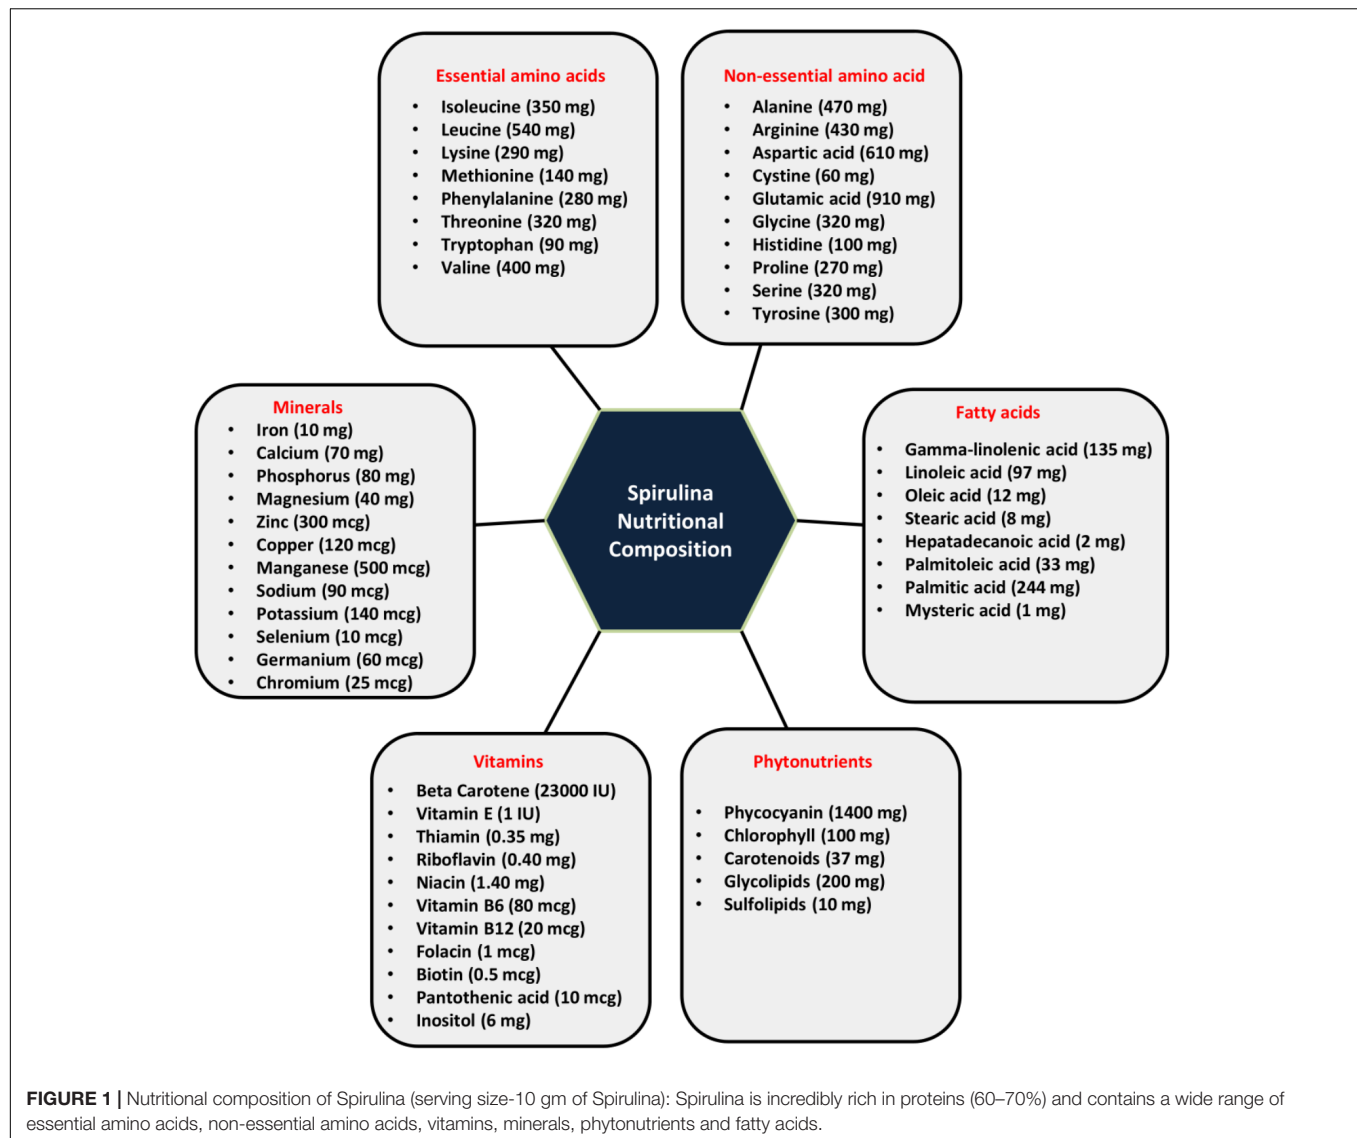 Essential amino acids
• Isoleucine (350 mg)
• Leucine (540 mg)
• Lysine (290 mg)
• Methionine (140 mg)
• Phenylalanine (280 mg)
• Threonine (320 mg)
• Tryptophan (90 mg)
• Valine (400 mg)
Non-essential amino acid
• Alanine (470 mg)
• Arginine (430 mg)
• Aspartic acid (610 mg)
• Cystine (60 mg)
• Glutamic acid (910 mg)
• Glycine (320 mg)
• Histidine (100 mg)
• Proline (270 mg)
• Serine (320 mg)
• Tyrosine (300 mg)
Minerals
• Iron (10 mg)
• Calcium (70 mg)
• Phosphorus (80 mg)
• Magnesium (40 mg)
• Zinc (300 mcg)
• Copper (120 mcg)
• Manganese (500 mcg)
• Sodium (90 mcg)
• Potassium (140 mcg)
• Selenium (10 mcg)
• Germanium (60 mcg)
• Chromium (25 mcg)
Spirulina
Nutritional
Composition
Fatty acids
• Gamma-linolenic acid (135 mg)
• Linoleic acid (97 mg)
• Oleic acid (12 mg)
• Stearic acid (8 mg)
• Hepatadecanoic acid (2 mg)
• Palmitoleic acid (33 mg)
• Palmitic acid (244 mg)
• Mysteric acid (1 mg)
Vitamins
• Beta Carotene (23000 IU)
• Vitamin E (1 IU)
• Thiamin (0.35 mg)
• Riboflavin (0.40 mg)
• Niacin (1.40 mg)
• Vitamin B6 (80 mcg)
• Vitamin B12 (20 mcg)
• Folacin (1 mcg)
• Biotin (0.5 mcg)
• Pantothenic acid (10 mcg)
• Inositol (6 mg)
Phytonutrients
• Phycocyanin (1400 mg)
• Chlorophyll (100 mg)
• Carotenoids (37 mg)
• Glycolipids (200 mg)
• Sulfolipids (10 mg)
FIGURE 1 | Nutritional composition of Spirulina (serving size-10 gm of Spirulina): Spirulina is incredibly rich in proteins (60–70%) and contains a wide range of
essential amino acids, non-essential amino acids, vitamins, minerals, phytonutrients and fatty acids.